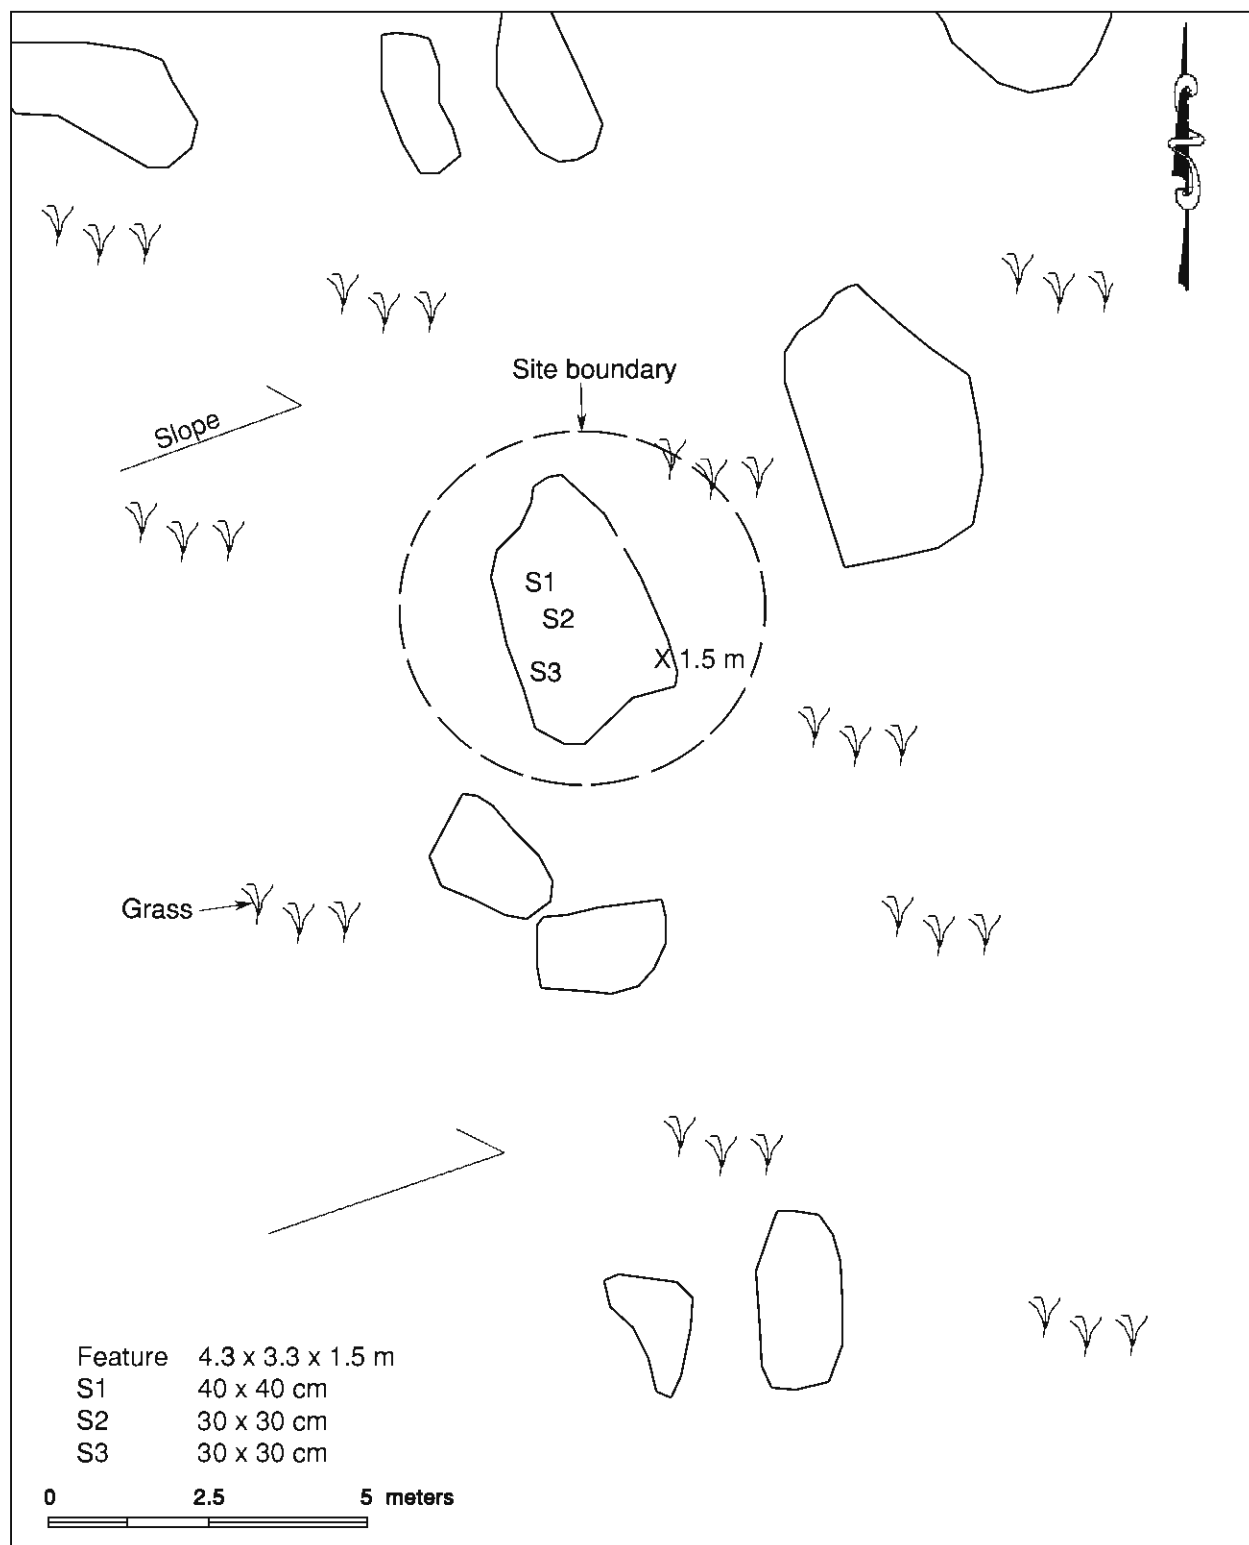 Site boundary
Slope
S1
S2
S3
X 1.5 m
Grass
Feature 4.3 x 3.3 x 1.5 m
S1 40 x 40 cm
S2 30 x 30 cm
S3 30 x 30 cm
0 2.5 5 meters